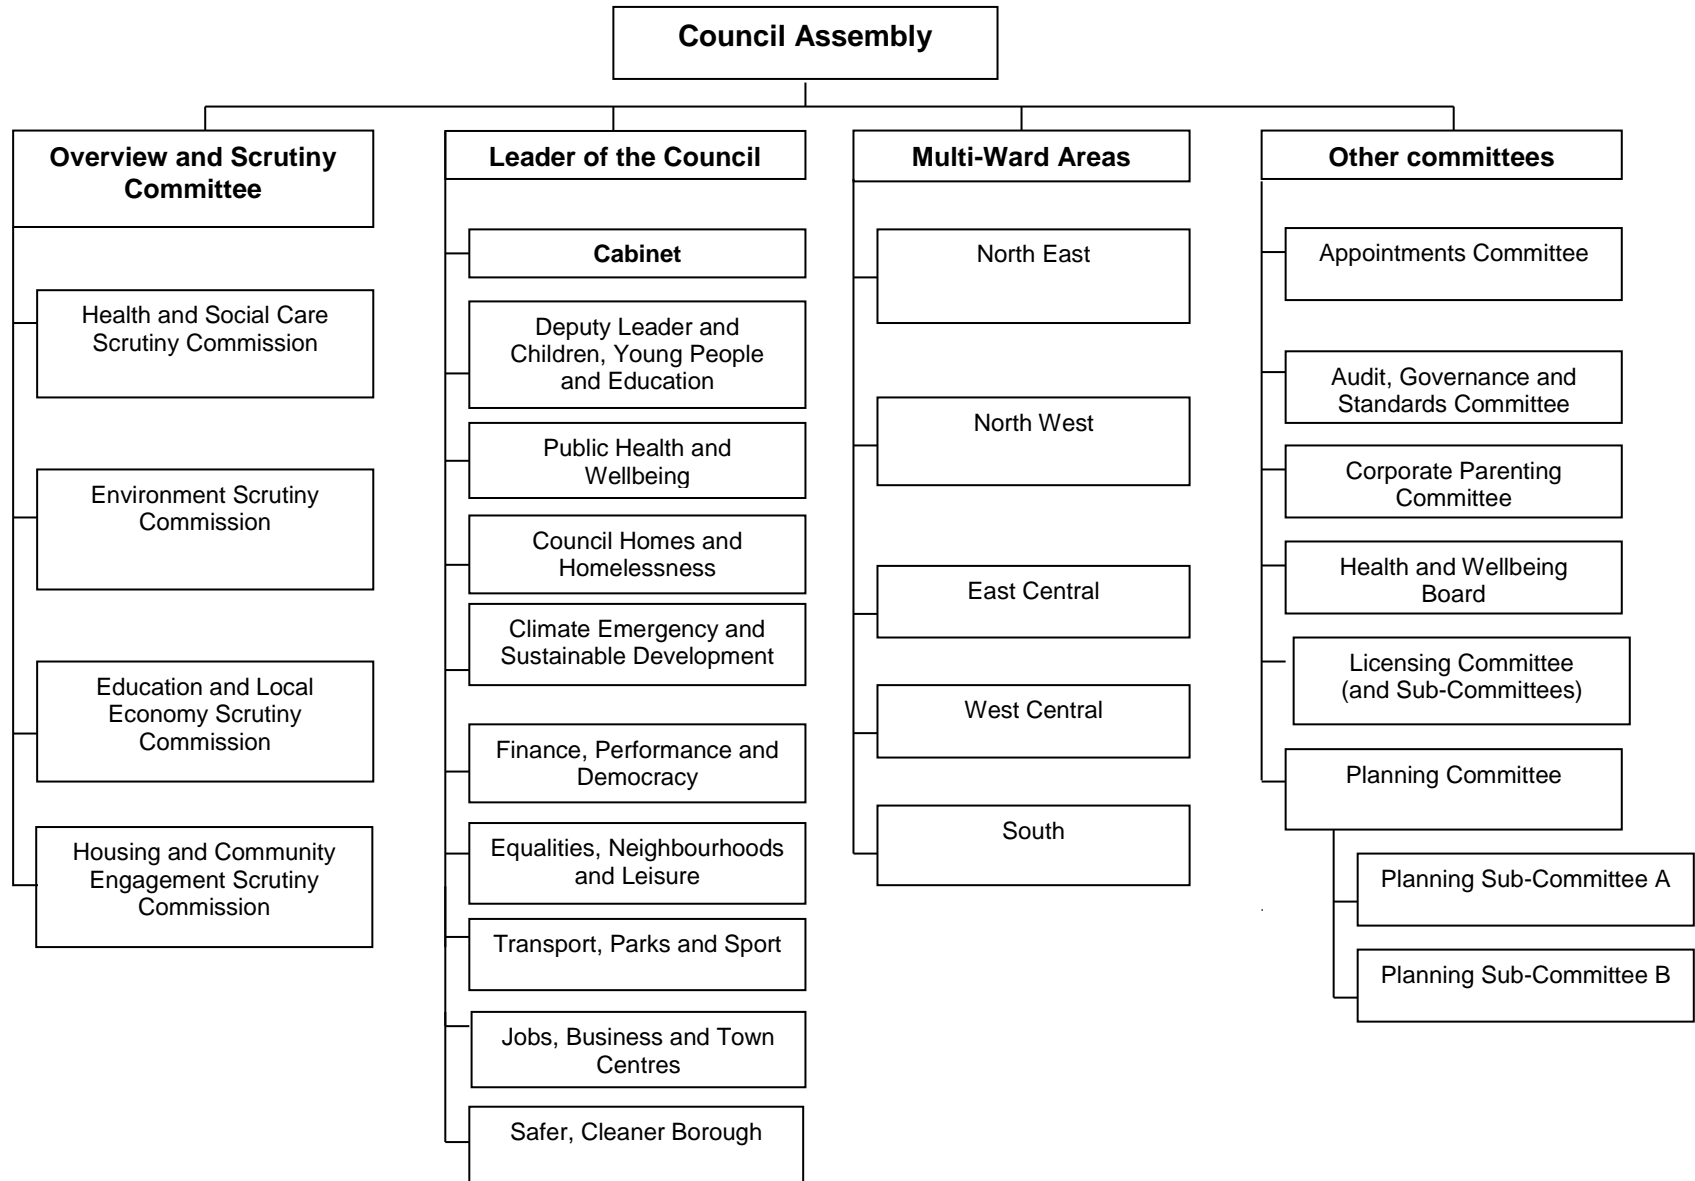 Council Assembly
Overview and Scrutiny
Committee
Health and Social Care
Scrutiny Commission
Environment Scrutiny
Commission
Education and Local
Economy Scrutiny
Commission
Housing and Community
Engagement Scrutiny
Commission
Leader of the Council
Cabinet
Deputy Leader and
Children, Young People
and Education
Public Health and
Wellbeing
Council Homes and
Homelessness
Climate Emergency and
Sustainable Development
Finance, Performance and
Democracy
Equalities, Neighbourhoods
and Leisure
Transport, Parks and Sport
Jobs, Business and Town
Centres
Safer, Cleaner Borough
Multi-Ward Areas
North East
North West
East Central
West Central
South
Other committees
Appointments Committee
Audit, Governance and
Standards Committee
Corporate Parenting
Committee
Health and Wellbeing
Board
Licensing Committee
(and Sub-Committees)
Planning Committee
Planning Sub-Committee A
Planning Sub-Committee B